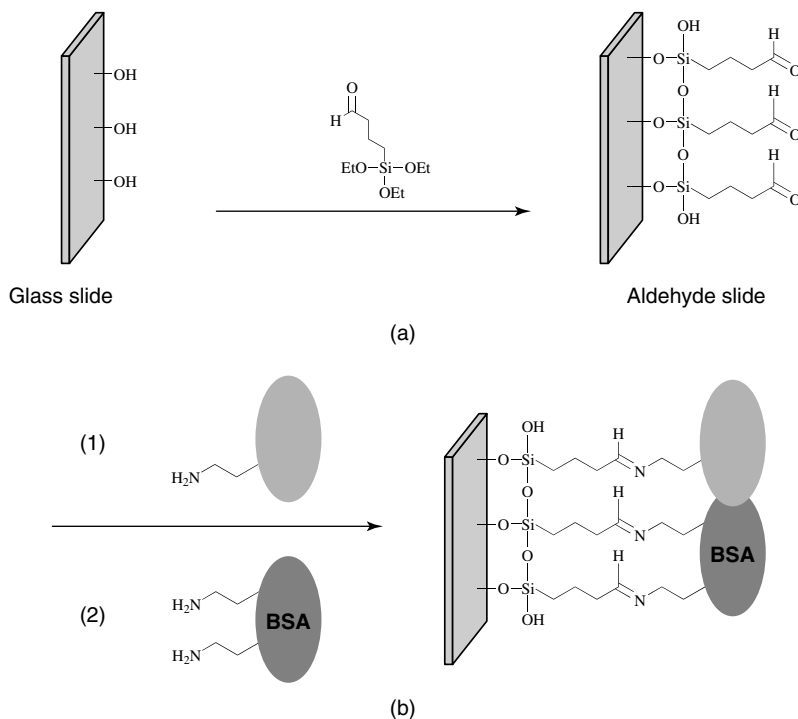 OH
OH
OH
O
H
EtO Si OEt
OEt
Glass slide
OH
O Si
H
O
O
O Si
H
O
O
O Si
H
O
OH
Aldehyde slide
(a)
(1)
H₂N
(2)
H₂N
H₂N
BSA
OH
O Si
H
N
O
O Si
H
N
O
O Si
H
N
OH
BSA
(b)